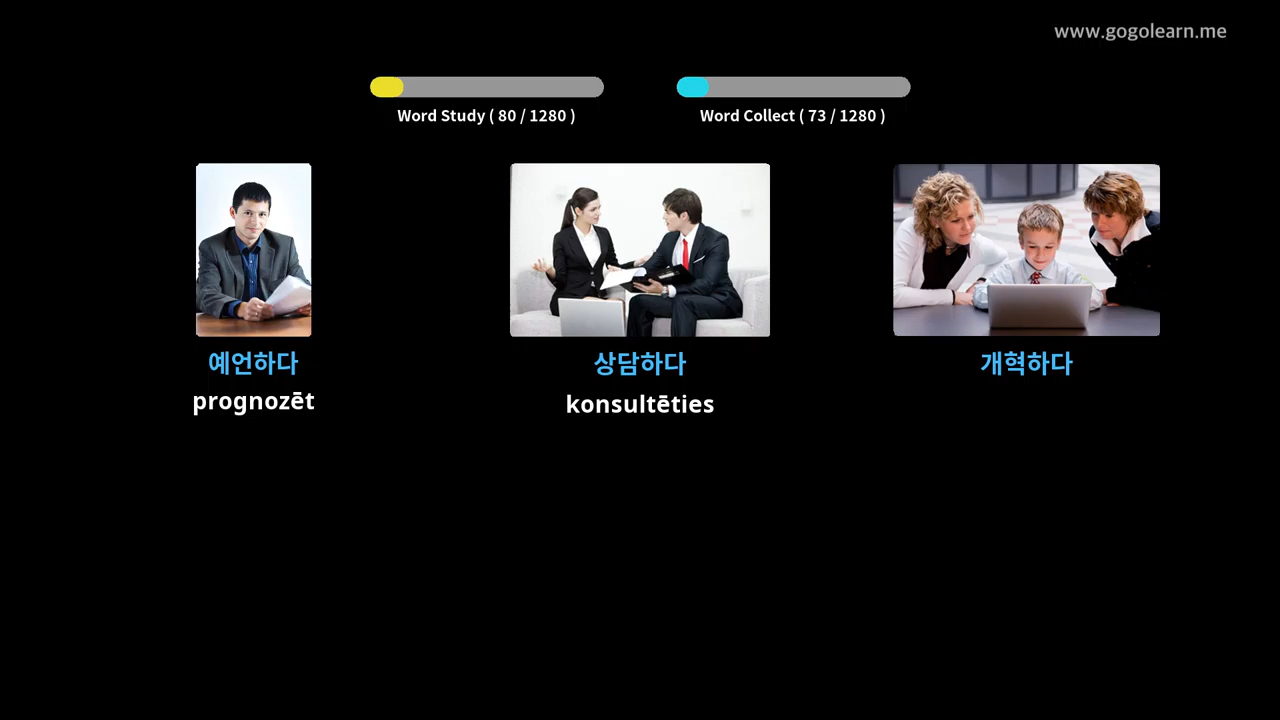 www.gogolearn.me
Word Study ( 80 / 1280 )
Word Collect ( 73 / 1280 )
예언하다
상담하다
개혁하다
prognozēt
konsultēties